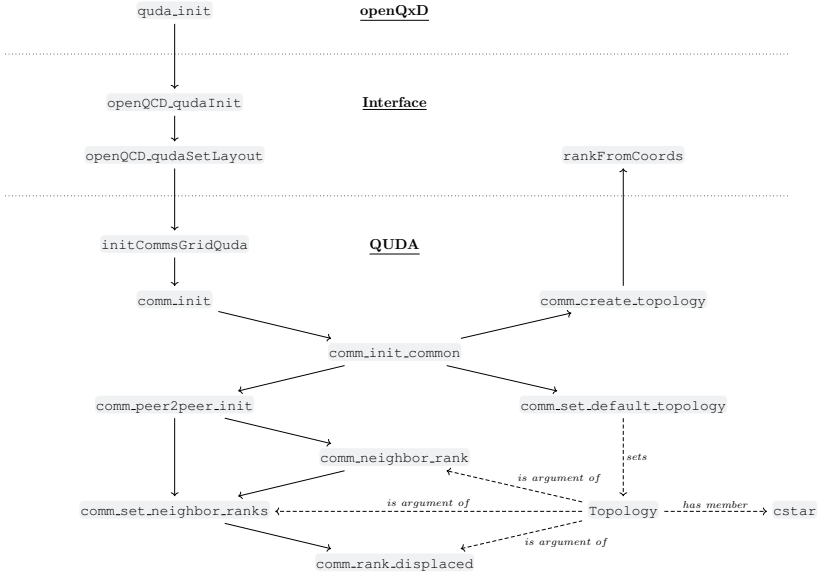 quda_init openQxD
openQCD_qudaInit Interface
openQCD_qudaSetLayout rankFromCoords
initCommsGridQuda QUDA
comm_init comm_create_topology
comm_init_common
comm_peer2peer_init comm_set_default_topology
comm_neighbor_rank sets
is argument of
comm_set_neighbor_ranks is argument of Topology has member cstar
is argument of
comm_rank_displaced